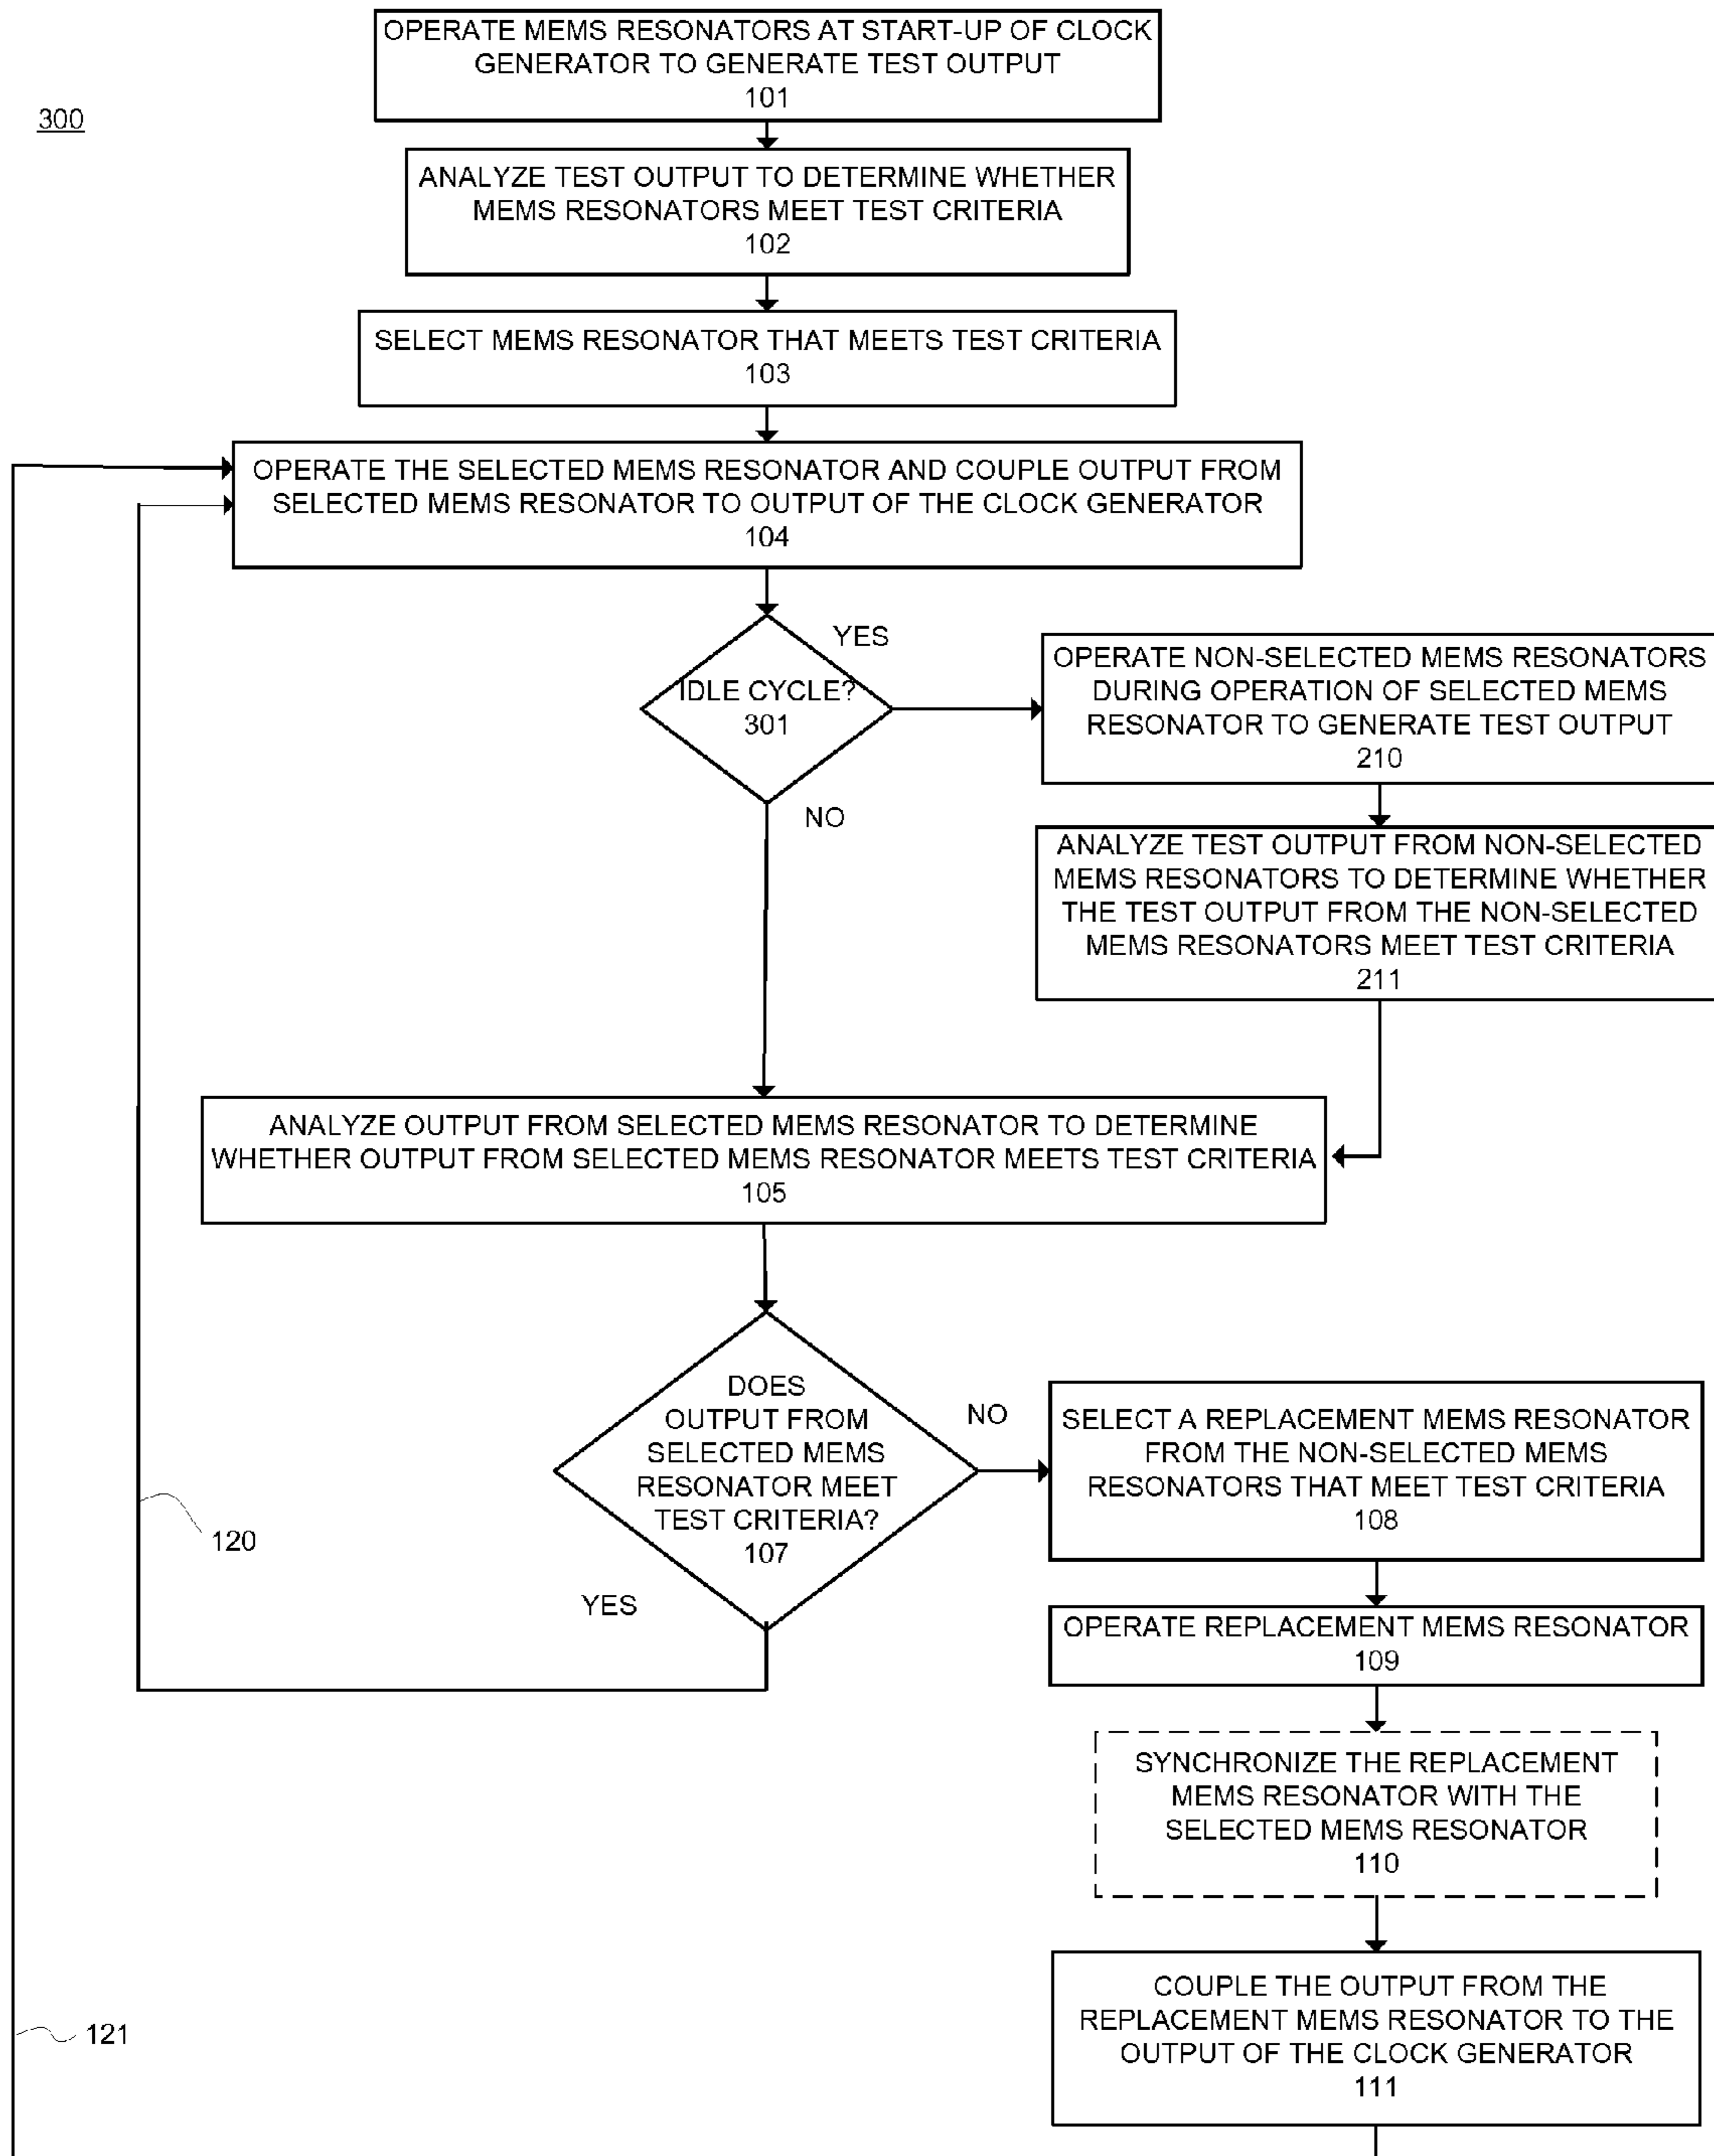 OPERATE MEMS RESONATORS AT START-UP OF CLOCK
GENERATOR TO GENERATE TEST OUTPUT
101
300
ANALYZE TEST OUTPUT TO DETERMINE WHETHER
MEMS RESONATORS MEET TEST CRITERIA
102
SELECT MEMS RESONATOR THAT MEETS TEST CRITERIA
103
OPERATE THE SELECTED MEMS RESONATOR AND COUPLE OUTPUT FROM
SELECTED MEMS RESONATOR TO OUTPUT OF THE CLOCK GENERATOR
104
IDLE CYCLE?
301
YES
NO
OPERATE NON-SELECTED MEMS RESONATORS
DURING OPERATION OF SELECTED MEMS
RESONATOR TO GENERATE TEST OUTPUT
210
ANALYZE TEST OUTPUT FROM NON-SELECTED
MEMS RESONATORS TO DETERMINE WHETHER
THE TEST OUTPUT FROM THE NON-SELECTED
MEMS RESONATORS MEET TEST CRITERIA
211
ANALYZE OUTPUT FROM SELECTED MEMS RESONATOR TO DETERMINE
WHETHER OUTPUT FROM SELECTED MEMS RESONATOR MEETS TEST CRITERIA
105
DOES
OUTPUT FROM
SELECTED MEMS
RESONATOR MEET
TEST CRITERIA?
107
NO
YES
120
SELECT A REPLACEMENT MEMS RESONATOR
FROM THE NON-SELECTED MEMS
RESONATORS THAT MEET TEST CRITERIA
108
OPERATE REPLACEMENT MEMS RESONATOR
109
SYNCHRONIZE THE REPLACEMENT
MEMS RESONATOR WITH THE
SELECTED MEMS RESONATOR
110
COUPLE THE OUTPUT FROM THE
REPLACEMENT MEMS RESONATOR TO THE
OUTPUT OF THE CLOCK GENERATOR
111
121